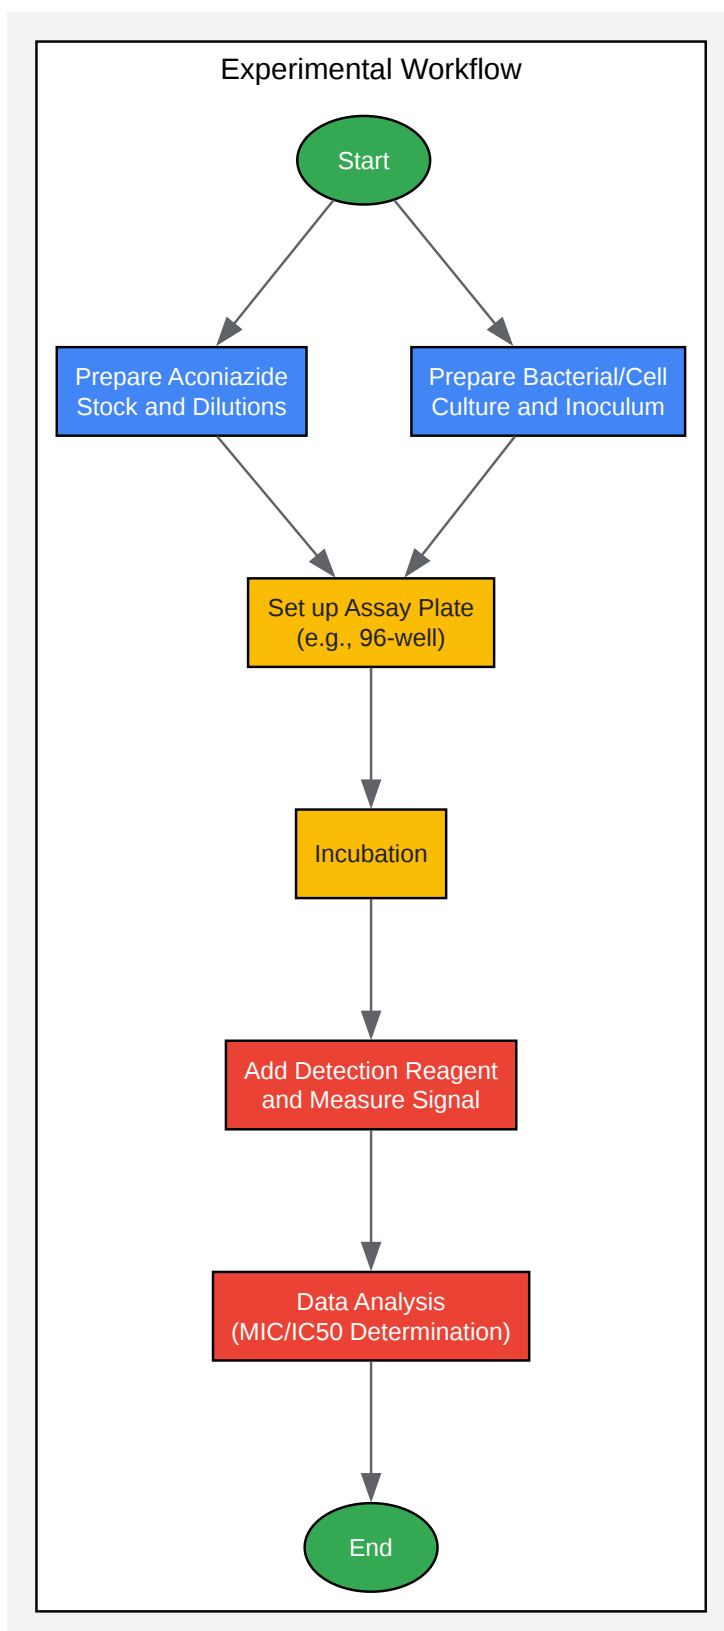 Experimental Workflow
Start
Prepare Aconiazide
Stock and Dilutions
Prepare Bacterial/Cell
Culture and Inoculum
Set up Assay Plate
(e.g., 96-well)
Incubation
Add Detection Reagent
and Measure Signal
Data Analysis
(MIC/IC50 Determination)
End